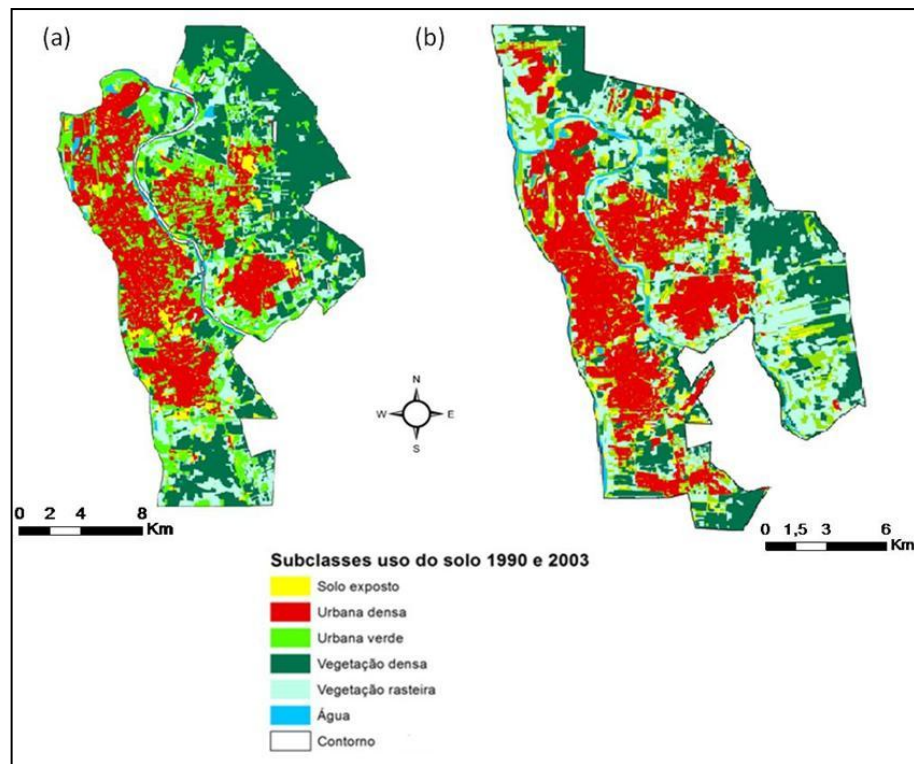 (a)
(b)
N
W E
S
0 2 4 8
Km
0 1,5 3 6
Km
Subclasses uso do solo 1990 e 2003
Solo exposto
Urbana densa
Urbana verde
Vegetação densa
Vegetação rasteira
Água
Contorno